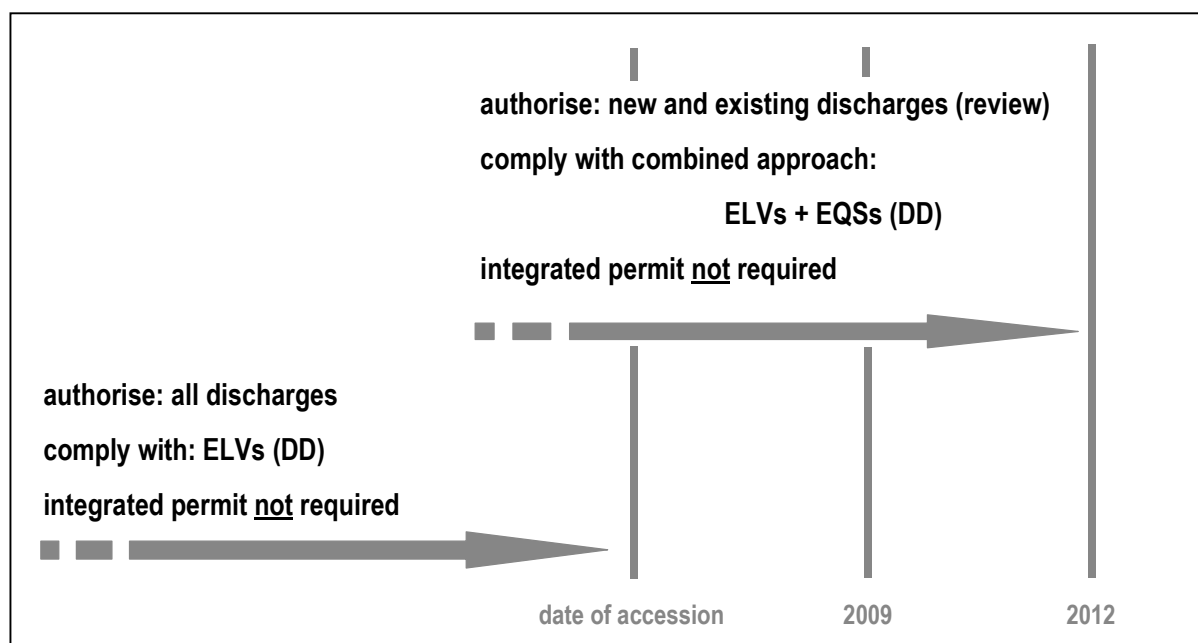 authorise: new and existing discharges (review)
comply with combined approach:
ELVs + EQSs (DD)
integrated permit not required
authorise: all discharges
comply with: ELVs (DD)
integrated permit not required
date of accession 2009 2012